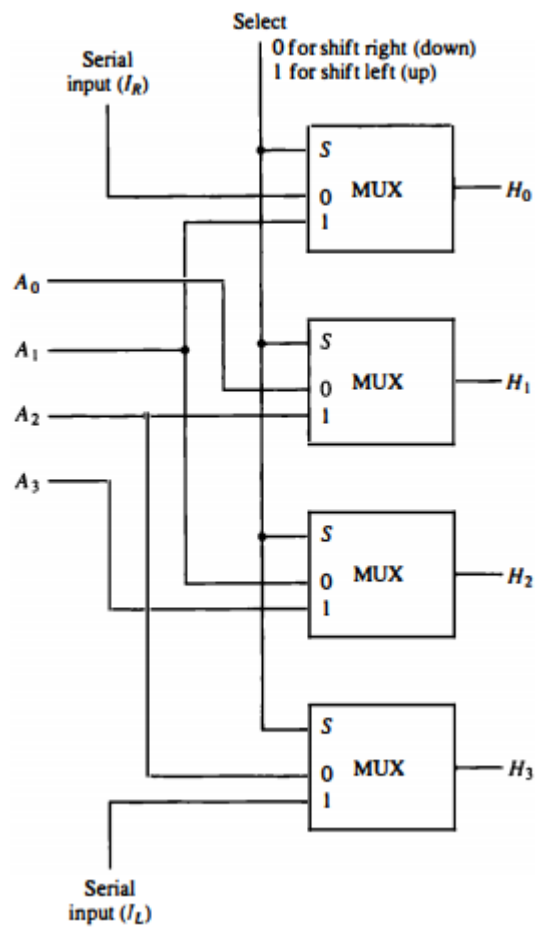 Select
0 for shift right (down)
1 for shift left (up)
Serial
input (I_R)
S
MUX
0
1
H_0
A_0
A_1
A_2
A_3
S
MUX
0
1
H_1
S
MUX
0
1
H_2
S
MUX
0
1
H_3
Serial
input (I_L)